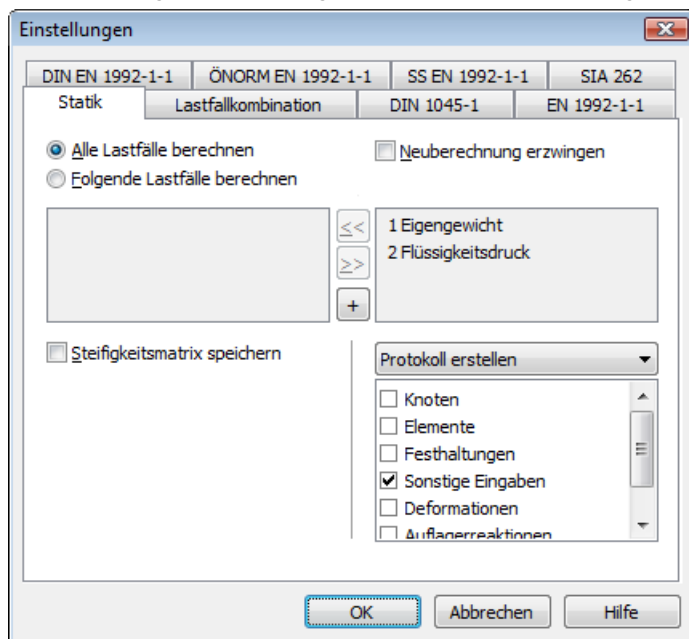 Einstellungen
DIN EN 1992-1-1 ÖNORM EN 1992-1-1 SS EN 1992-1-1 SIA 262
Statik Lastfallkombination DIN 1045-1 EN 1992-1-1
Alle Lastfälle berechnen Neuberechnung erzwingen
Folgende Lastfälle berechnen
<< 1 Eigengewicht
>> 2 Flüssigkeitsdruck
+
Steifigkeitsmatrix speichern Protokoll erstellen
Knoten
Elemente
Festhaltungen
Sonstige Eingaben
Deformationen
Auflagerreaktionen
OK Abbrechen Hilfe